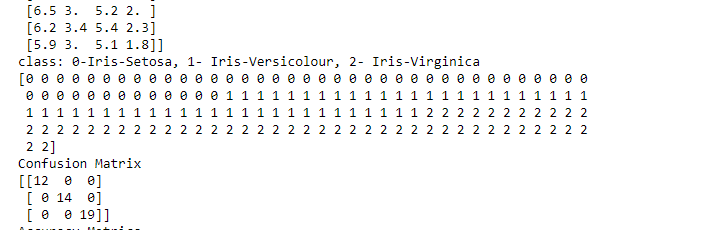 [6.5 3.  5.2 2. ]
[6.2 3.4 5.4 2.3]
[5.9 3.  5.1 1.8]]
class: 0-Iris-Setosa, 1- Iris-Versicolour, 2- Iris-Virginica
[0 0 0 0 0 0 0 0 0 0 0 0 0 0 0 0 0 0 0 0 0 0 0 0 0 0 0 0 0 0 0 0 0 0 0 0 0
0 0 0 0 0 0 0 0 0 0 0 0 0 1 1 1 1 1 1 1 1 1 1 1 1 1 1 1 1 1 1 1 1 1 1 1 1
1 1 1 1 1 1 1 1 1 1 1 1 1 1 1 1 1 1 1 1 1 1 1 1 1 1 2 2 2 2 2 2 2 2 2 2 2
2 2 2 2 2 2 2 2 2 2 2 2 2 2 2 2 2 2 2 2 2 2 2 2 2 2 2 2 2 2 2 2 2 2 2 2 2
2 2]
Confusion Matrix
[[12  0  0]
[ 0 14  0]
[ 0  0 19]]
Accuracy Metrics